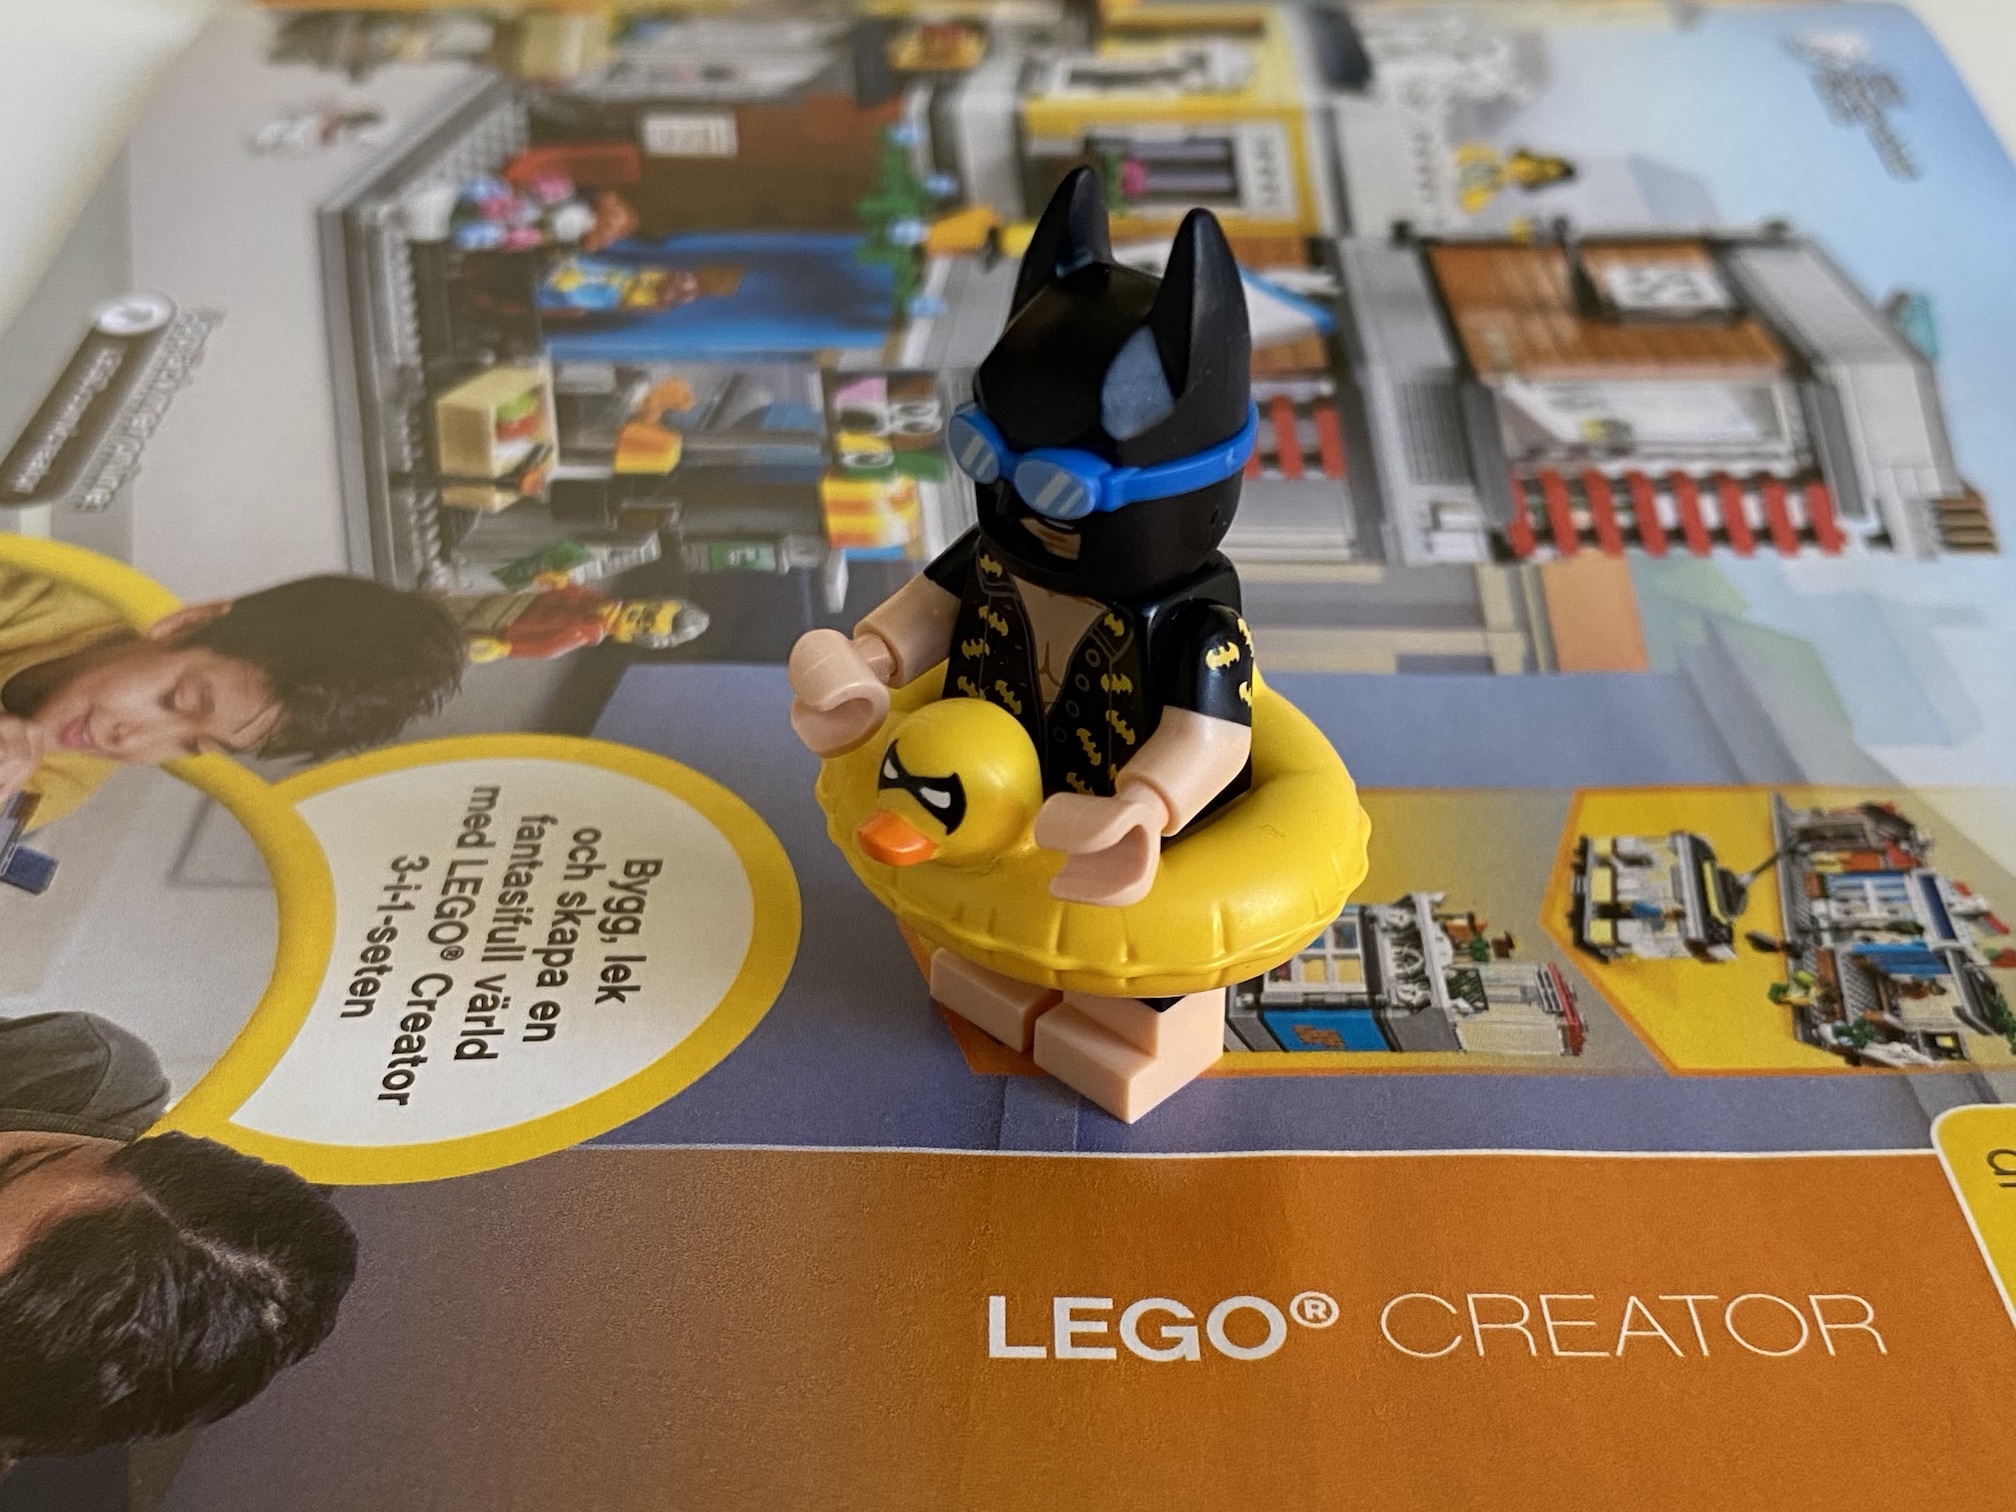 Bygg, lek
och skapa en
fantasifull värld
med LEGO® Creator
3-i-1-seten
LEGO® CREATOR